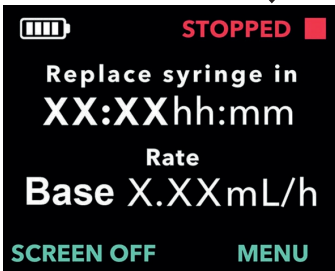 STOPPED
Replace syringe in
XX:XXhh:mm
Rate
Base X.XXmL/h
SCREEN OFF MENU